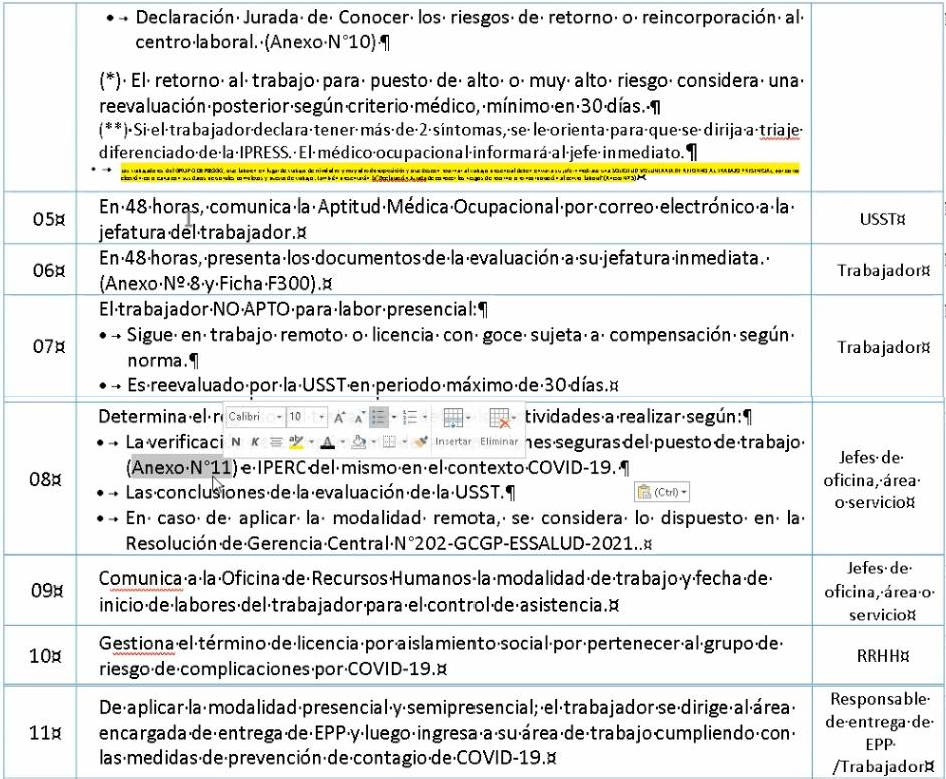 • Declaración Jurada de Conocer los riesgos de retorno o reincorporación al
centro laboral. (Anexo N°10)¶
(*) El retorno al trabajo para puesto de alto o muy alto riesgo considera una
reevaluación posterior según criterio médico, mínimo en 30 días.¶
(**) Si el trabajador declara tener más de 2 síntomas, se le orienta para que se dirija a triaje
diferenciado de la IPRESS. El médico ocupacional informará al jefe inmediato.¶
05
En 48 horas, comunica la Aptitud Médica Ocupacional por correo electrónico a la
jefatura del trabajador.
USST
06
En 48 horas, presenta los documentos de la evaluación a su jefatura inmediata.
(Anexo Nº 8 y Ficha F300).
Trabajador
07
El trabajador NO APTO para labor presencial:¶
• Sigue en trabajo remoto o licencia con goce sujeta a compensación según
norma.¶
• Es reevaluado por la USST en periodo máximo de 30 días.
Trabajador
08
Determina el r
tividades a realizar según:¶
Calibri 10
• La verificaci
nes seguras del puesto de trabajo
N K
Insertar Eliminar
(Anexo N°11) e IPERC del mismo en el contexto COVID-19.¶
• Las conclusiones de la evaluación de la USST.¶
(Ctrl)
• En caso de aplicar la modalidad remota, se considera lo dispuesto en la
Resolución de Gerencia Central N°202-GCGP-ESSALUD-2021..
Jefes de
oficina, área
o servicio
09
Comunica a la Oficina de Recursos Humanos la modalidad de trabajo y fecha de
inicio de labores del trabajador para el control de asistencia.
Jefes de
oficina, área o
servicio
10
Gestiona el término de licencia por aislamiento social por pertenecer al grupo de
riesgo de complicaciones por COVID-19.
RRHH
11
De aplicar la modalidad presencial y semipresencial; el trabajador se dirige al área
encargada de entrega de EPP y luego ingresa a su área de trabajo cumpliendo con
las medidas de prevención de contagio de COVID-19.
Responsable
de entrega de
EPP
/Trabajador